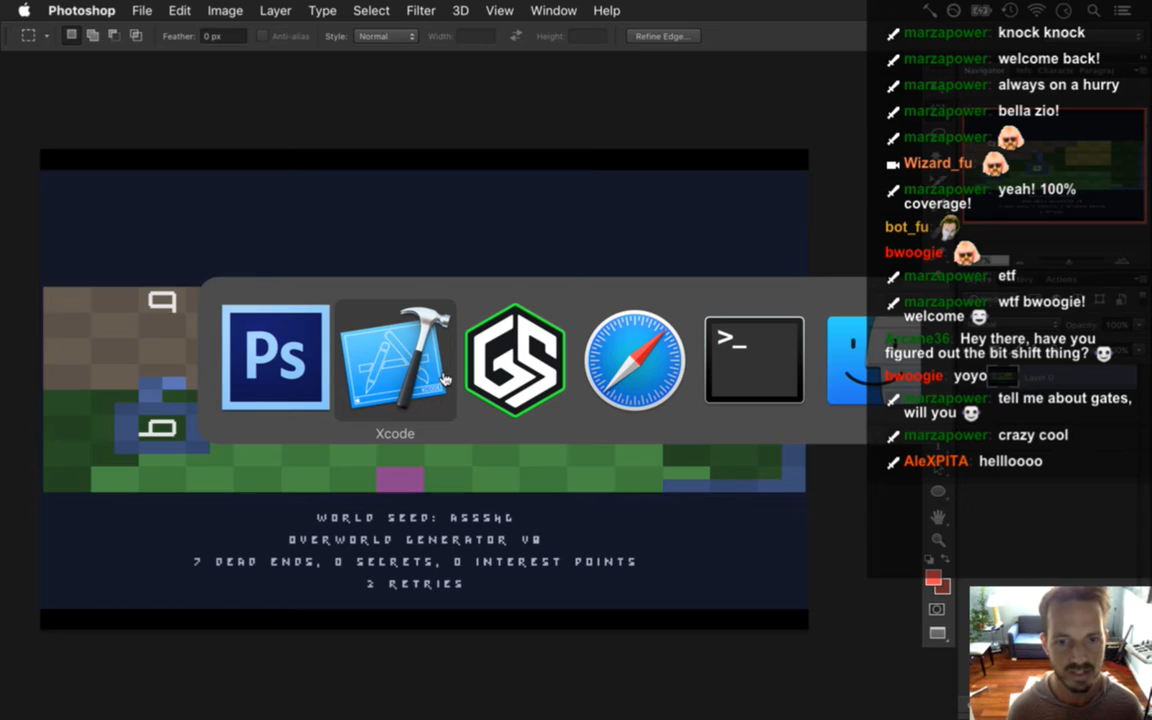 Photoshop File Edit Image Layer Type Select Filter 3D View Window Help
Feather: 0 px Anti-alias Style: Normal Width: Height: Refine Edge...
marzapower: knock knock
marzapower: welcome back!
marzapower: always on a hurry
marzapower: bella zio!
marzapower:
Wizard_fu
marzapower: yeah! 100%
coverage!
bot_fu
bwoogie
marzapower: etf
marzapower: wtf bwoogie!
welcome
Arcane36: Hey there, have you
figured out the bit shift thing?
bwoogie yoyo
marzapower: tell me about gates,
will you
marzapower: crazy cool
AleXPITA: hellloooo
Ps
GS
>_
Xcode
WORLD SEED: ASSSHG
OVERWORLD GENERATOR V8
7 DEAD ENDS, 0 SECRETS, 0 INTEREST POINTS
2 RETRIES